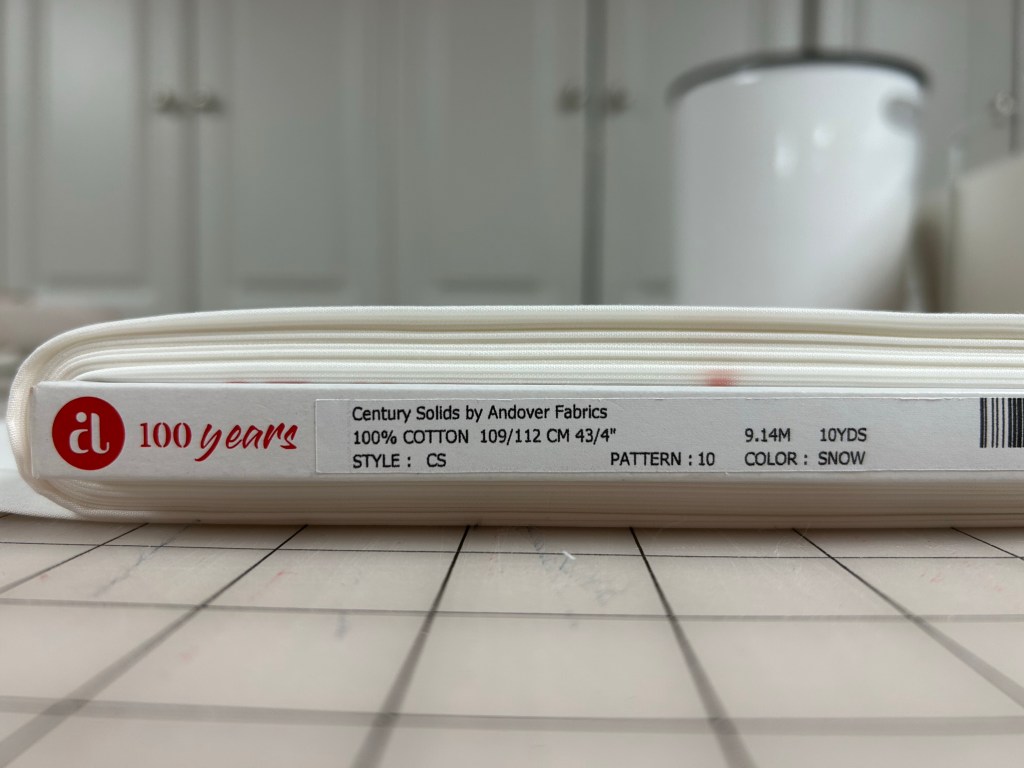 a 100 years
Century Solids by Andover Fabrics
100% COTTON 109/112 CM 43/4" 9.14M 10YDS
STYLE : CS PATTERN : 10 COLOR : SNOW